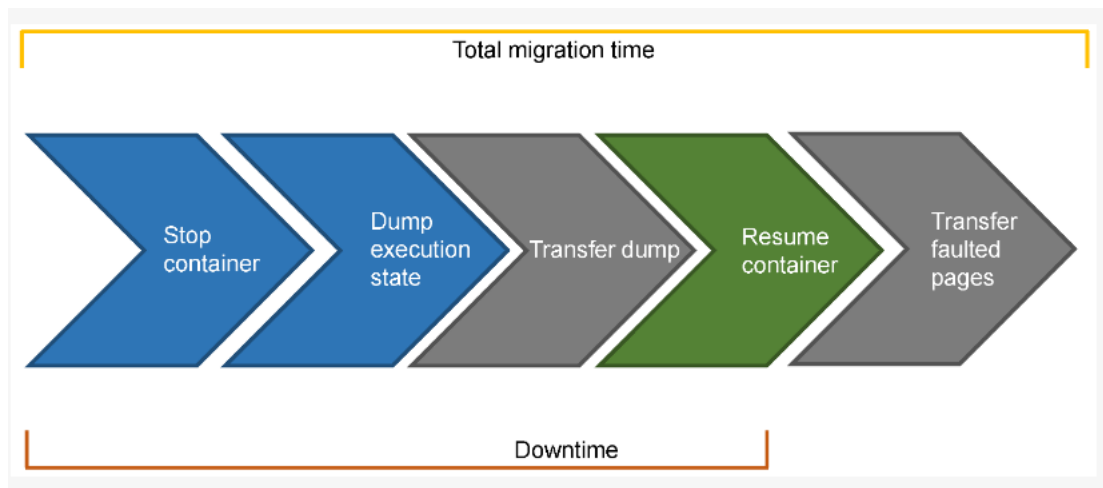 Total migration time
Stop
container
Dump
execution
state
Transfer dump
Resume
container
Transfer
faulted
pages
Downtime